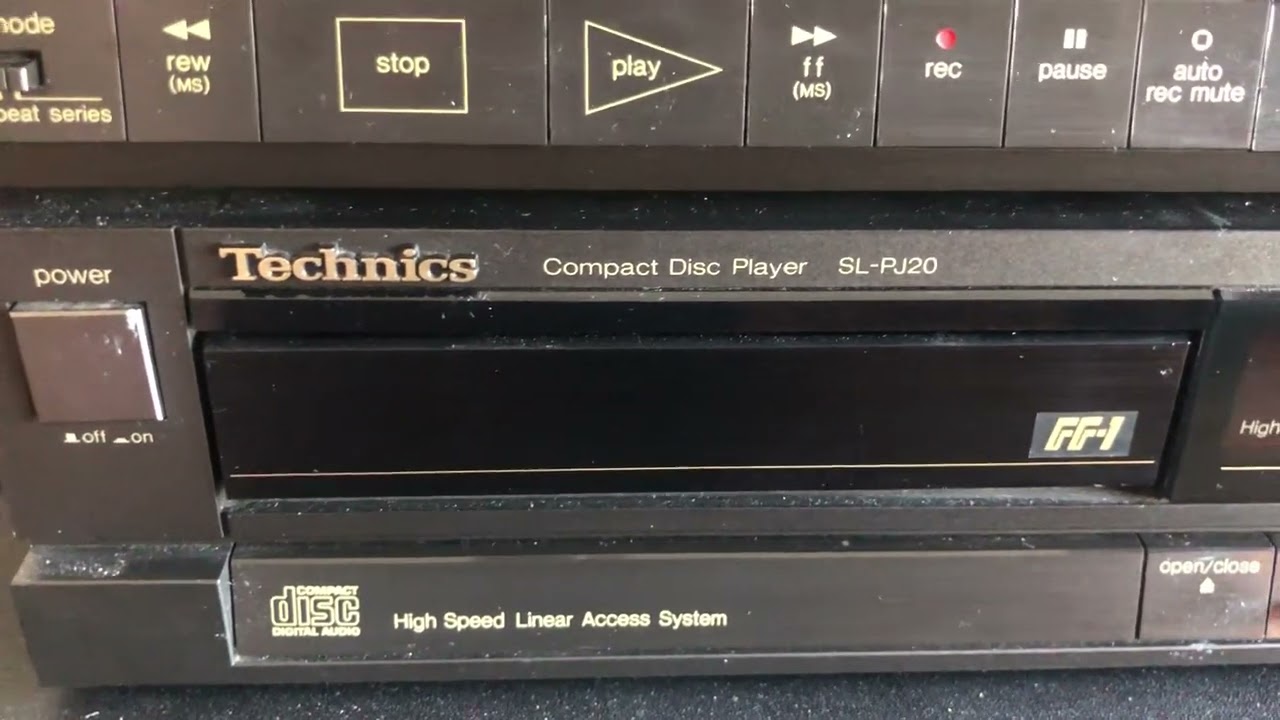 mode
rew
(MS)
stop
play
ff
(MS)
rec
pause
auto
rec mute
peat series
power
Technics Compact Disc Player SL-PJ20
off on
FF-1
High
COMPACT
disc
DIGITAL AUDIO
High Speed Linear Access System
open/close